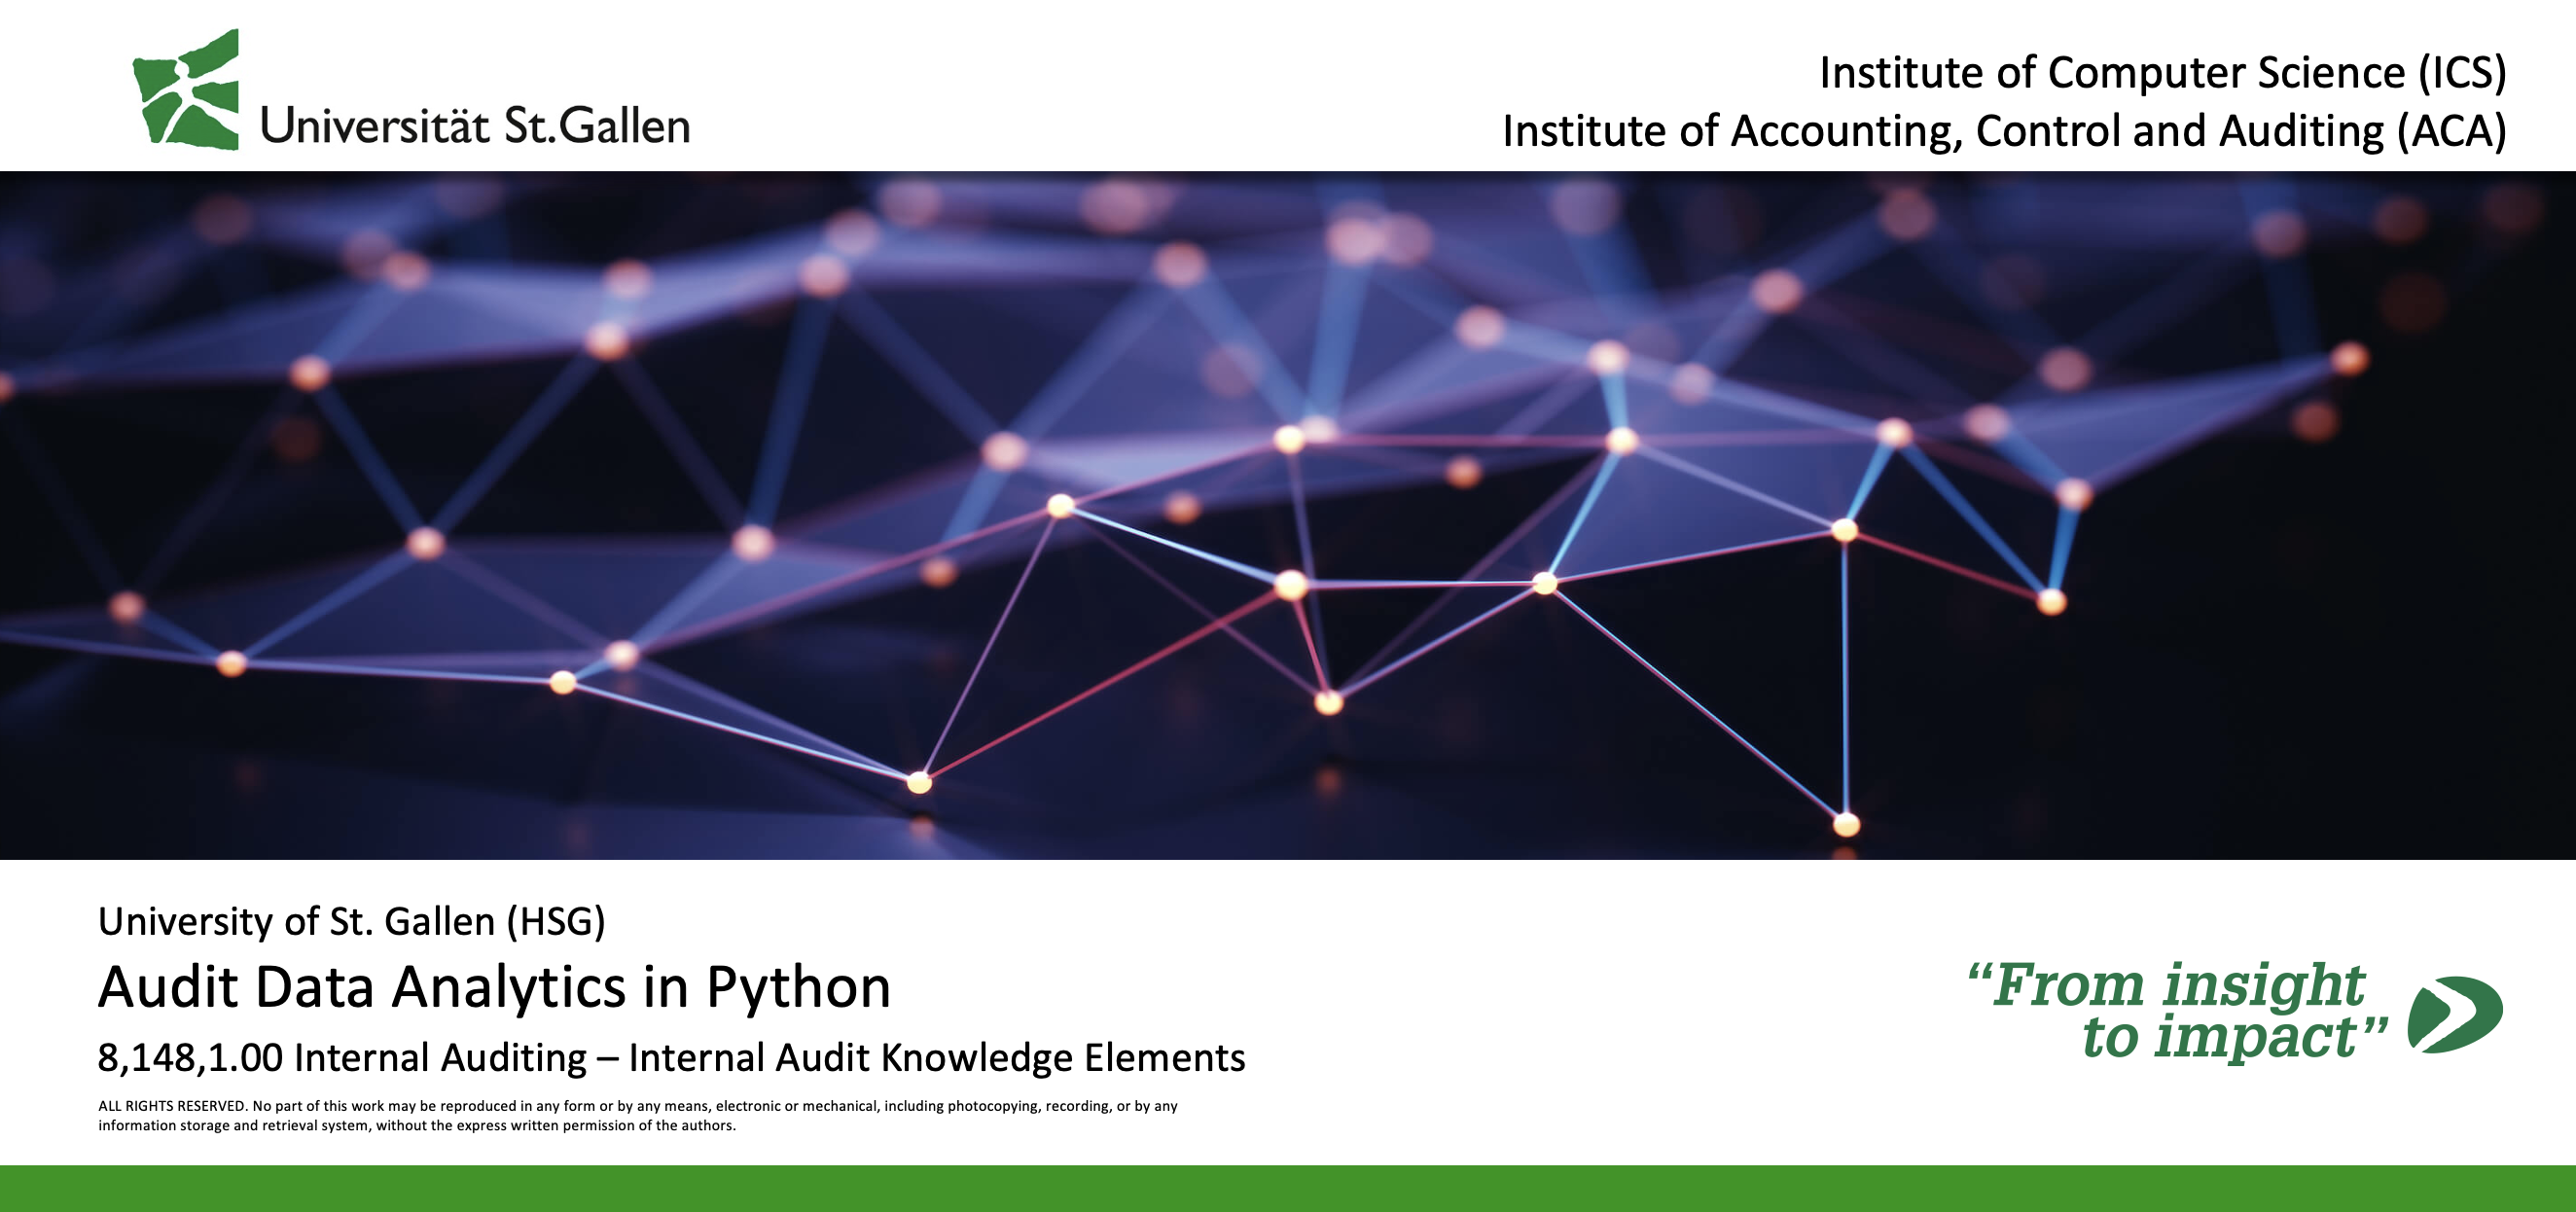 Universität St.Gallen
Institute of Computer Science (ICS)
Institute of Accounting, Control and Auditing (ACA)
University of St. Gallen (HSG)
Audit Data Analytics in Python
8,148,1.00 Internal Auditing – Internal Audit Knowledge Elements
ALL RIGHTS RESERVED. No part of this work may be reproduced in any form or by any means, electronic or mechanical, including photocopying, recording, or by any
information storage and retrieval system, without the express written permission of the authors.
“From insight
to impact”